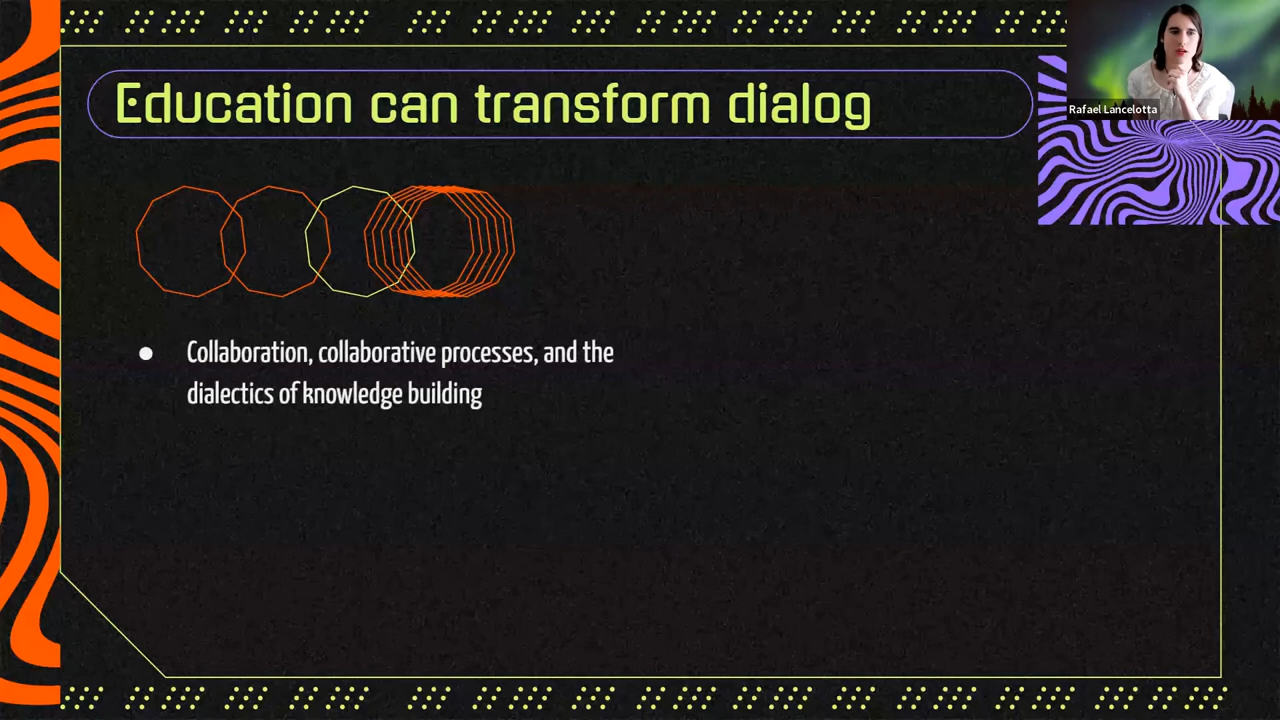 Education can transform dialog
Rafael Lancelotta
● Collaboration, collaborative processes, and the
dialectics of knowledge building